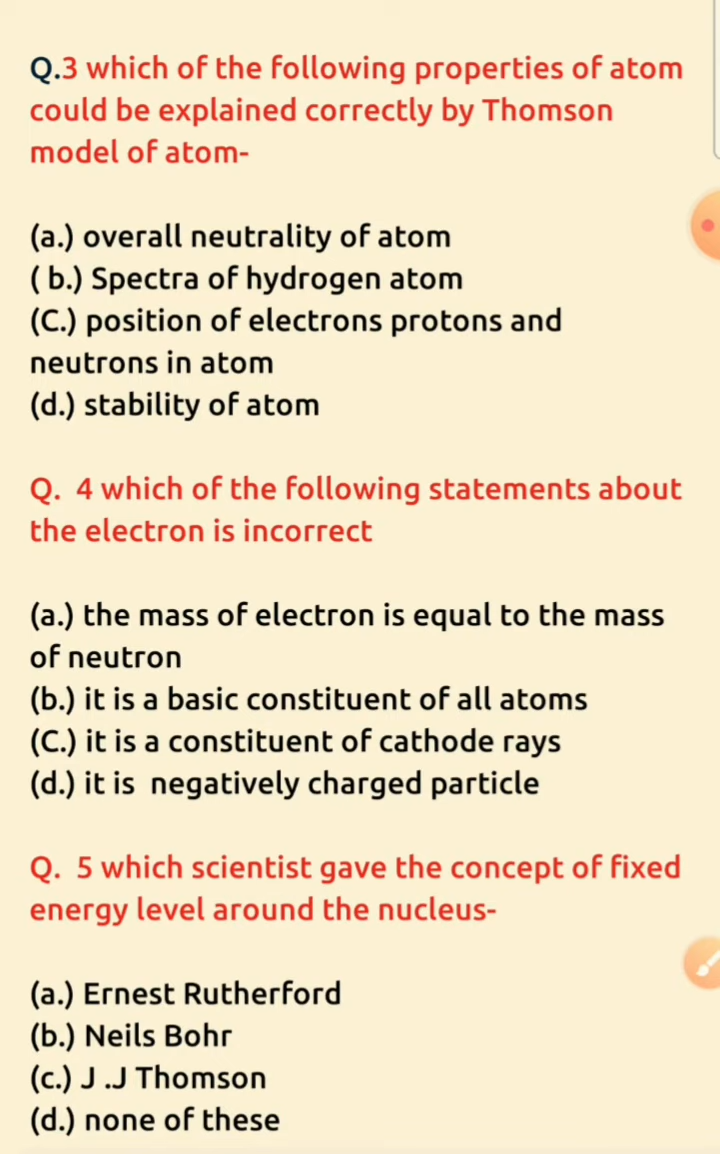 Q.3 which of the following properties of atom
could be explained correctly by Thomson
model of atom-
(a.) overall neutrality of atom
( b.) Spectra of hydrogen atom
(C.) position of electrons protons and
neutrons in atom
(d.) stability of atom
Q. 4 which of the following statements about
the electron is incorrect
(a.) the mass of electron is equal to the mass
of neutron
(b.) it is a basic constituent of all atoms
(C.) it is a constituent of cathode rays
(d.) it is negatively charged particle
Q. 5 which scientist gave the concept of fixed
energy level around the nucleus-
(a.) Ernest Rutherford
(b.) Neils Bohr
(c.) J .J Thomson
(d.) none of these